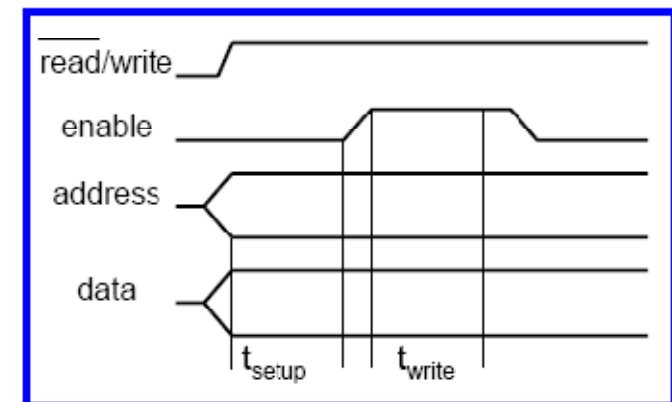 read/write
enable
address
data
tsetup
twrite